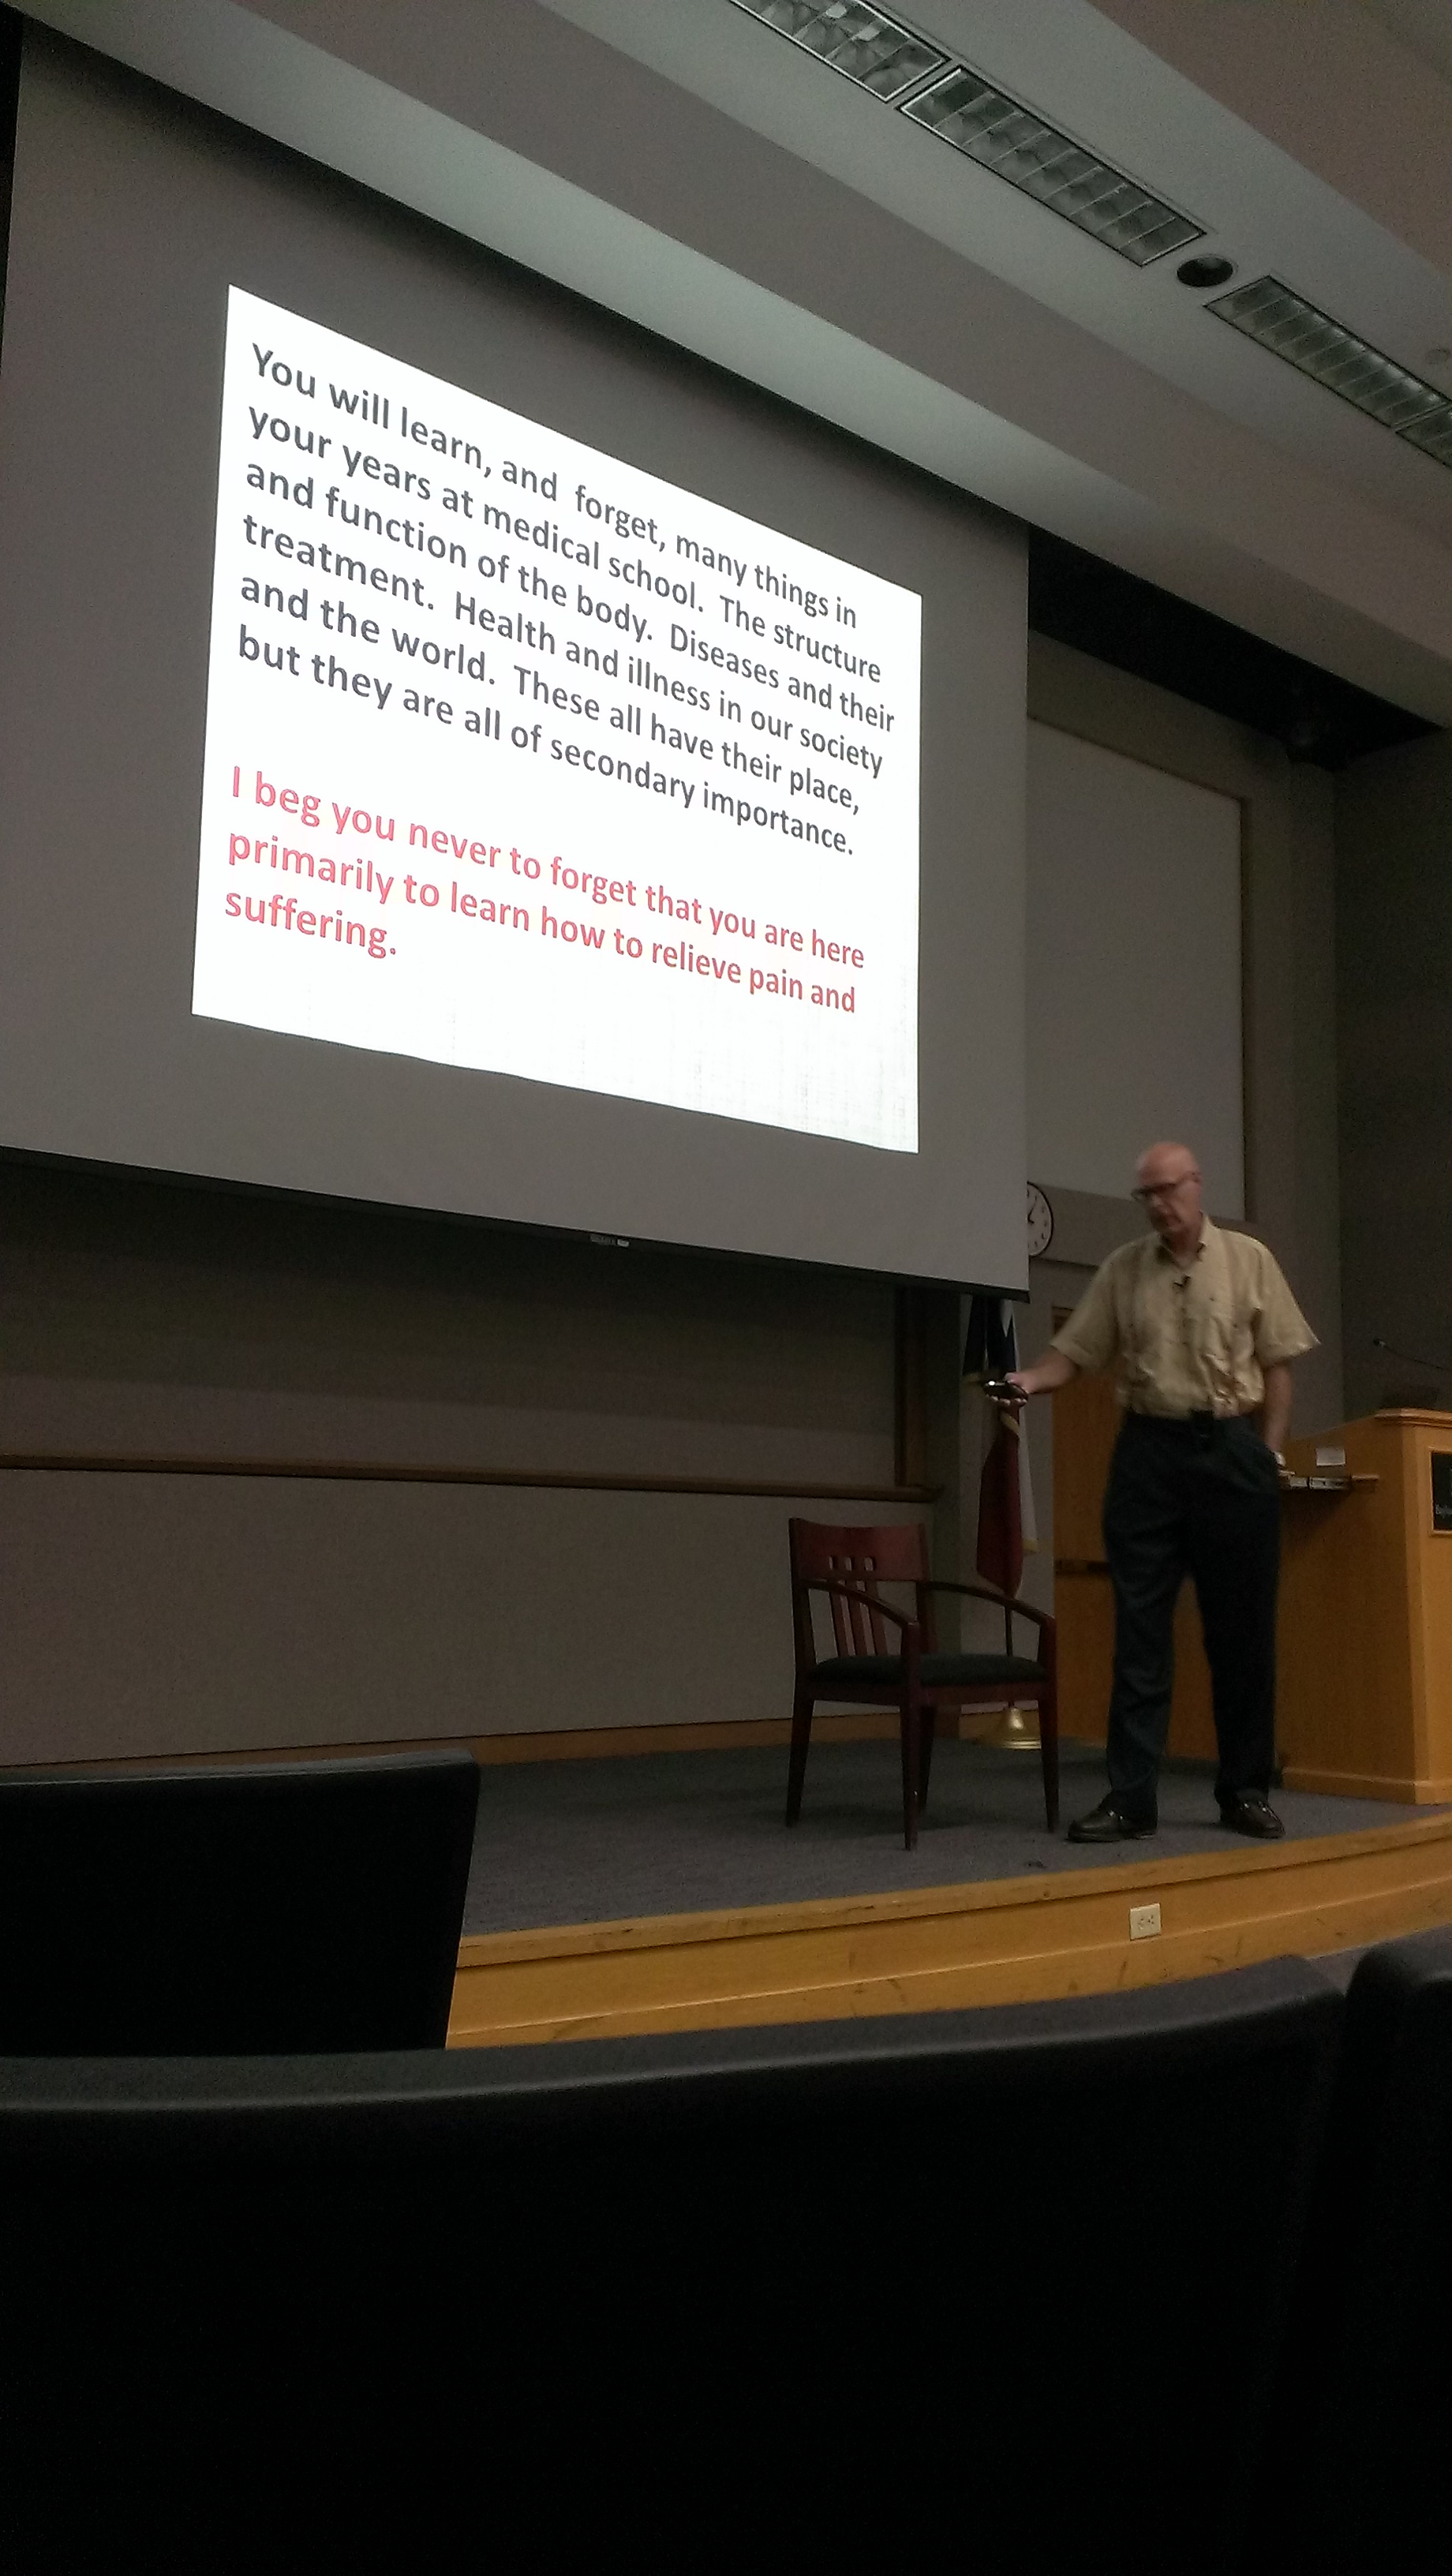 You will learn, and forget, many things in
your years at medical school. The structure
and function of the body. Diseases and their
treatment. Health and illness in our society
and the world. These all have their place,
but they are all of secondary importance.
I beg you never to forget that you are here
primarily to learn how to relieve pain and
suffering.